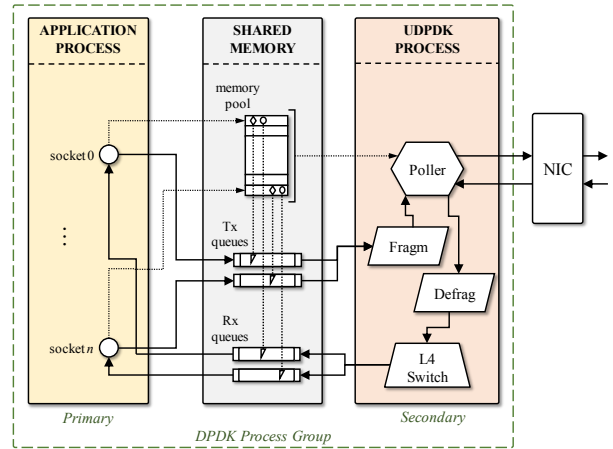 APPLICATION
PROCESS
SHARED
MEMORY
UDPDK
PROCESS
memory
pool
socket 0
Poller
NIC
...
Tx
queues
Fragm
Defrag
Rx
queues
socket n
L4
Switch
Primary
Secondary
DPDK Process Group